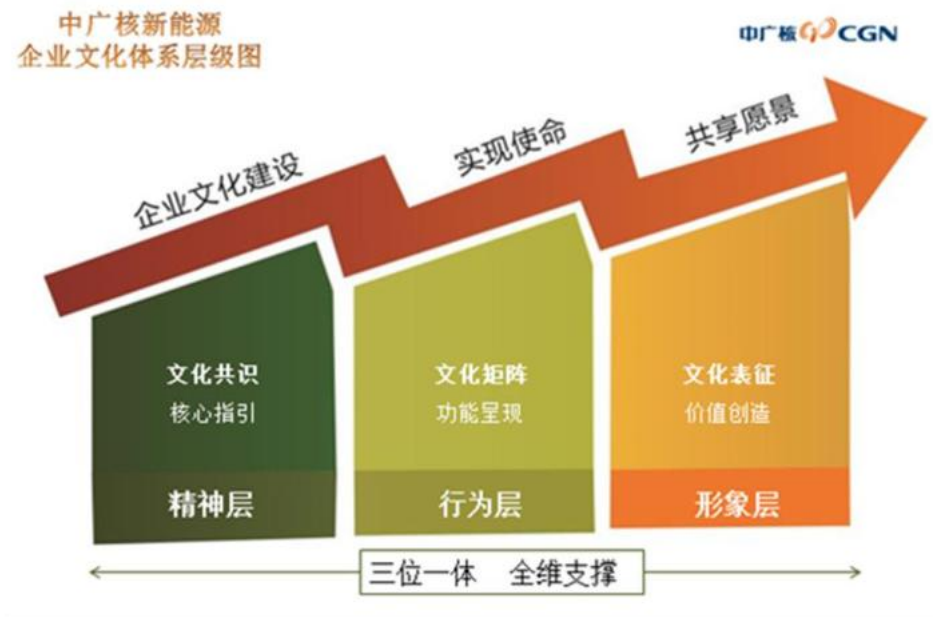 中广核新能源
企业文化体系层级图
中广核 CGN
企业文化建设
实现使命
共享愿景
文化共识
核心指引
精神层
文化矩阵
功能呈现
行为层
文化表征
价值创造
形象层
三位一体 全维支撑